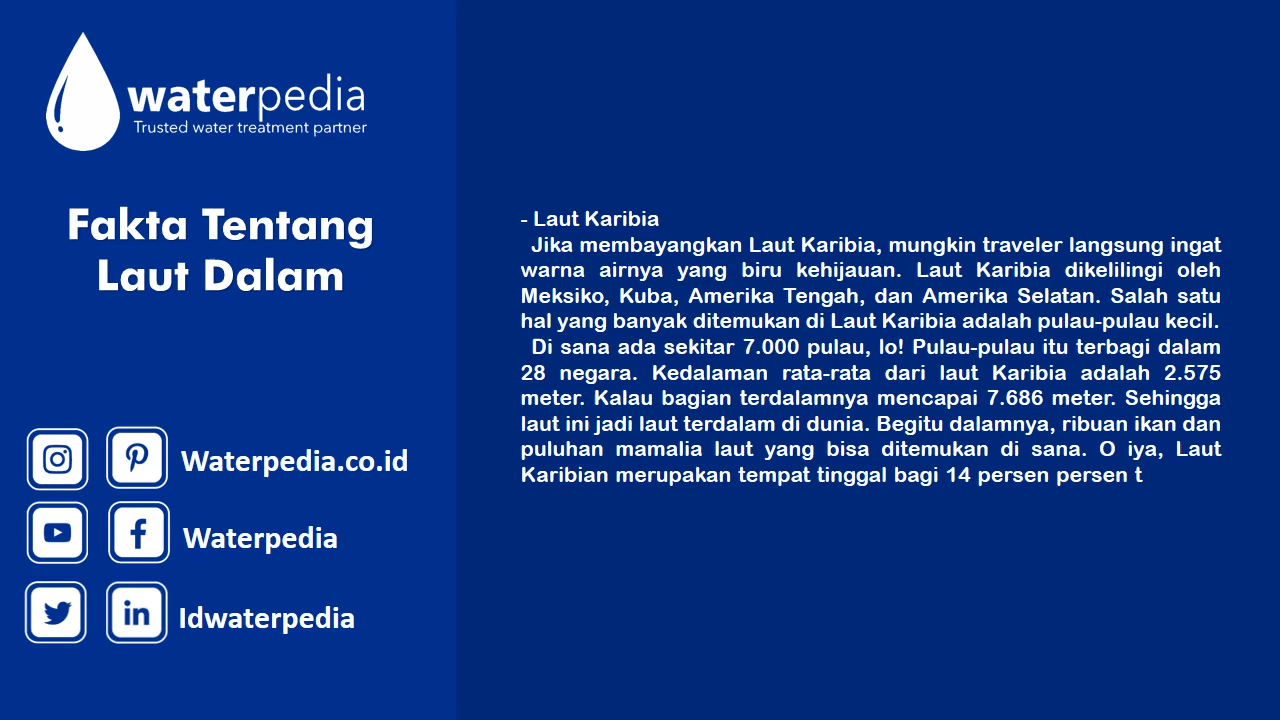 waterpedia
Trusted water treatment partner
Fakta Tentang
Laut Dalam
Waterpedia.co.id
Waterpedia
Idwaterpedia
- Laut Karibia
Jika membayangkan Laut Karibia, mungkin traveler langsung ingat
warna airnya yang biru kehijauan. Laut Karibia dikelilingi oleh
Meksiko, Kuba, Amerika Tengah, dan Amerika Selatan. Salah satu
hal yang banyak ditemukan di Laut Karibia adalah pulau-pulau kecil.
Di sana ada sekitar 7.000 pulau, lo! Pulau-pulau itu terbagi dalam
28 negara. Kedalaman rata-rata dari laut Karibia adalah 2.575
meter. Kalau bagian terdalamnya mencapai 7.686 meter. Sehingga
laut ini jadi laut terdalam di dunia. Begitu dalamnya, ribuan ikan dan
puluhan mamalia laut yang bisa ditemukan di sana. O iya, Laut
Karibian merupakan tempat tinggal bagi 14 persen persen t